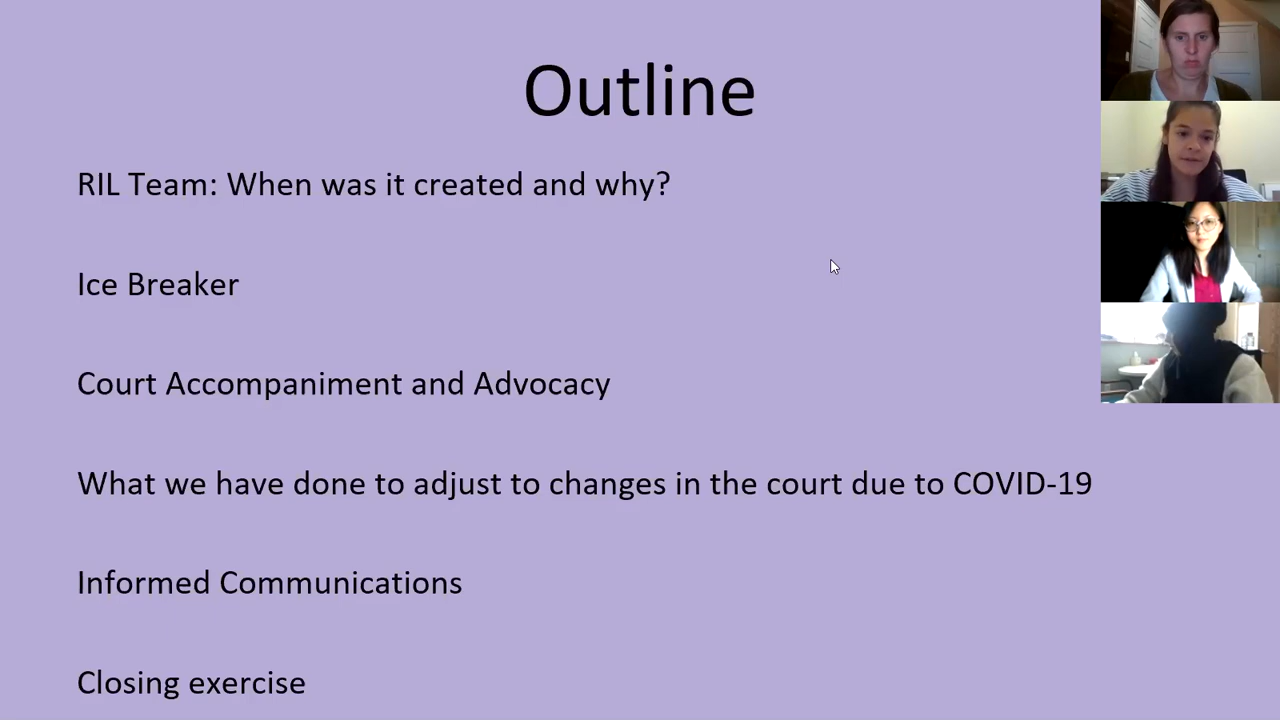 Outline
RIL Team: When was it created and why?
Ice Breaker
Court Accompaniment and Advocacy
What we have done to adjust to changes in the court due to COVID-19
Informed Communications
Closing exercise